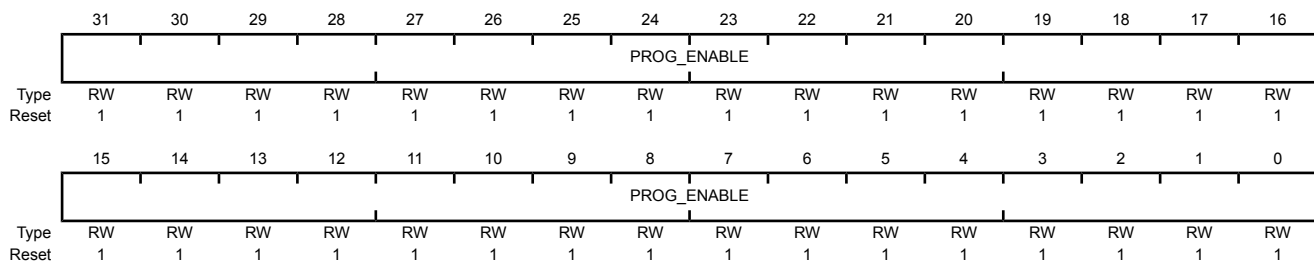 31 30 29 28 27 26 25 24 23 22 21 20 19 18 17 16
PROG_ENABLE
Type RW RW RW RW RW RW RW RW RW RW RW RW RW RW RW RW
Reset 1 1 1 1 1 1 1 1 1 1 1 1 1 1 1 1
15 14 13 12 11 10 9 8 7 6 5 4 3 2 1 0
PROG_ENABLE
Type RW RW RW RW RW RW RW RW RW RW RW RW RW RW RW RW
Reset 1 1 1 1 1 1 1 1 1 1 1 1 1 1 1 1